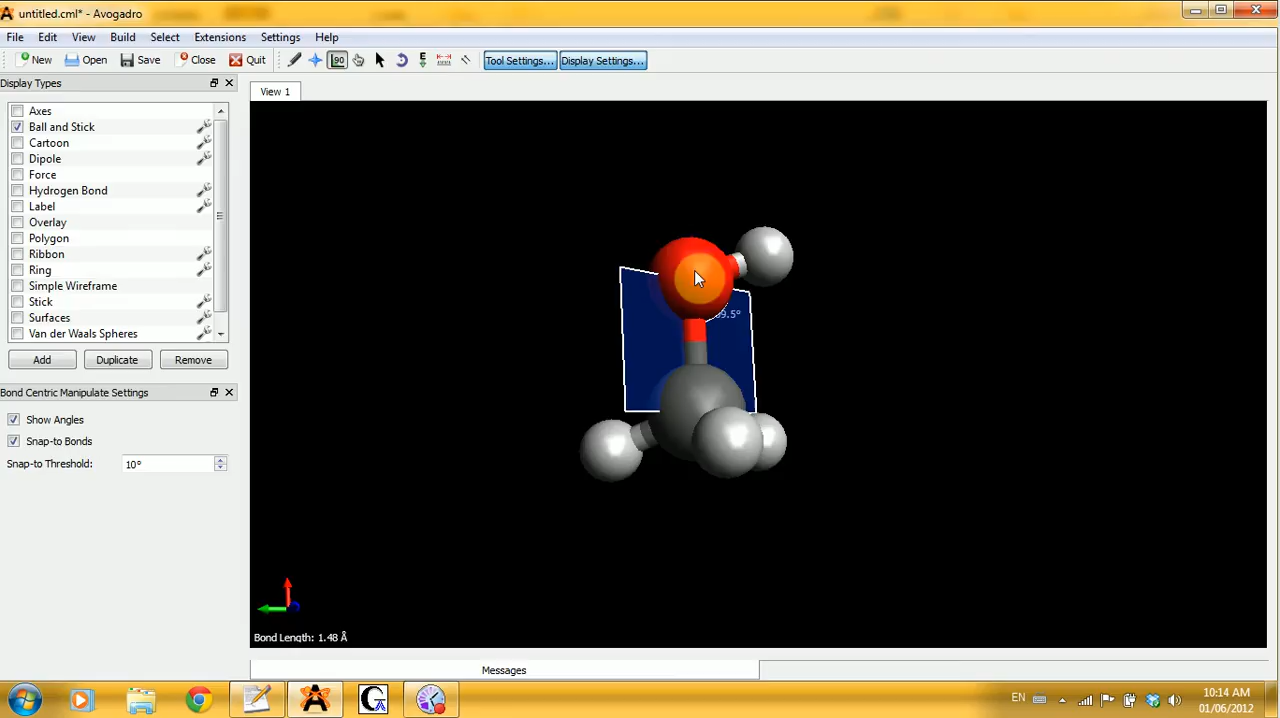 untitled.cml* - Avogadro
File Edit View Build Select Extensions Settings Help
New Open Save Close Quit Tool Settings... Display Settings...
Display Types
View 1
Axes
Ball and Stick
Cartoon
Dipole
Force
Hydrogen Bond
Label
Overlay
Polygon
Ribbon
Ring
Simple Wireframe
Stick
Surfaces
Van der Waals Spheres
Add Duplicate Remove
Bond Centric Manipulate Settings
Show Angles
Snap-to Bonds
Snap-to Threshold: 10°
Bond Length: 1.48 Å
Messages
EN
10:14 AM
01/06/2012